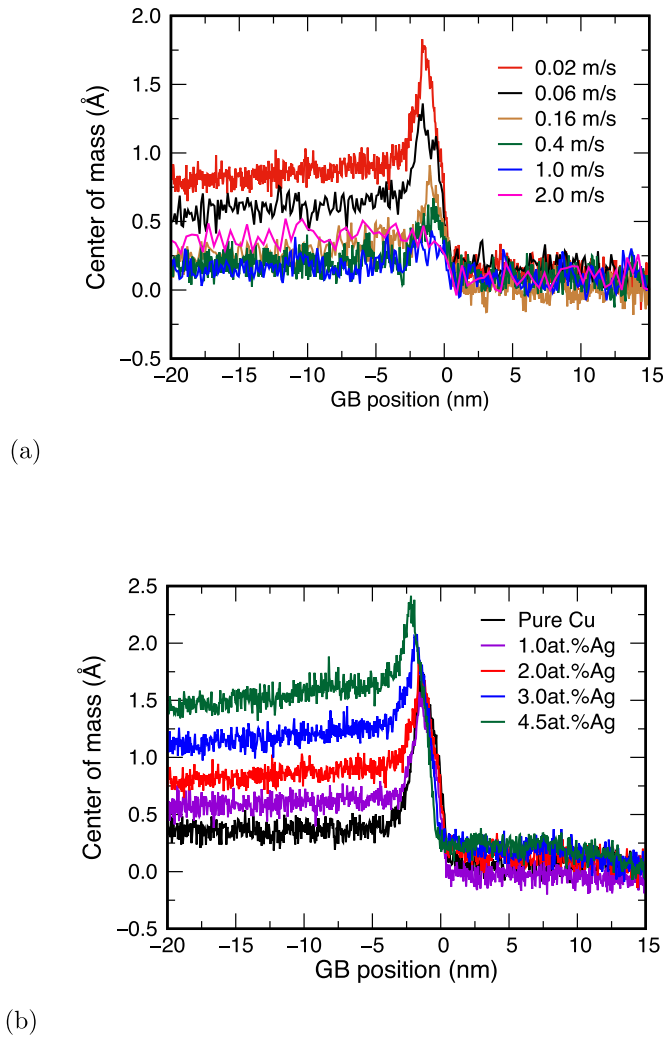 2.0
1.5
1.0
0.5
0.0
−0.5
Center of mass (Å)
0.02 m/s
0.06 m/s
0.16 m/s
0.4 m/s
1.0 m/s
2.0 m/s
−20 −15 −10 −5 0 5 10 15
GB position (nm)
(a)
2.5
2.0
1.5
1.0
0.5
0.0
−0.5
Center of mass (Å)
Pure Cu
1.0at.%Ag
2.0at.%Ag
3.0at.%Ag
4.5at.%Ag
−20 −15 −10 −5 0 5 10 15
GB position (nm)
(b)